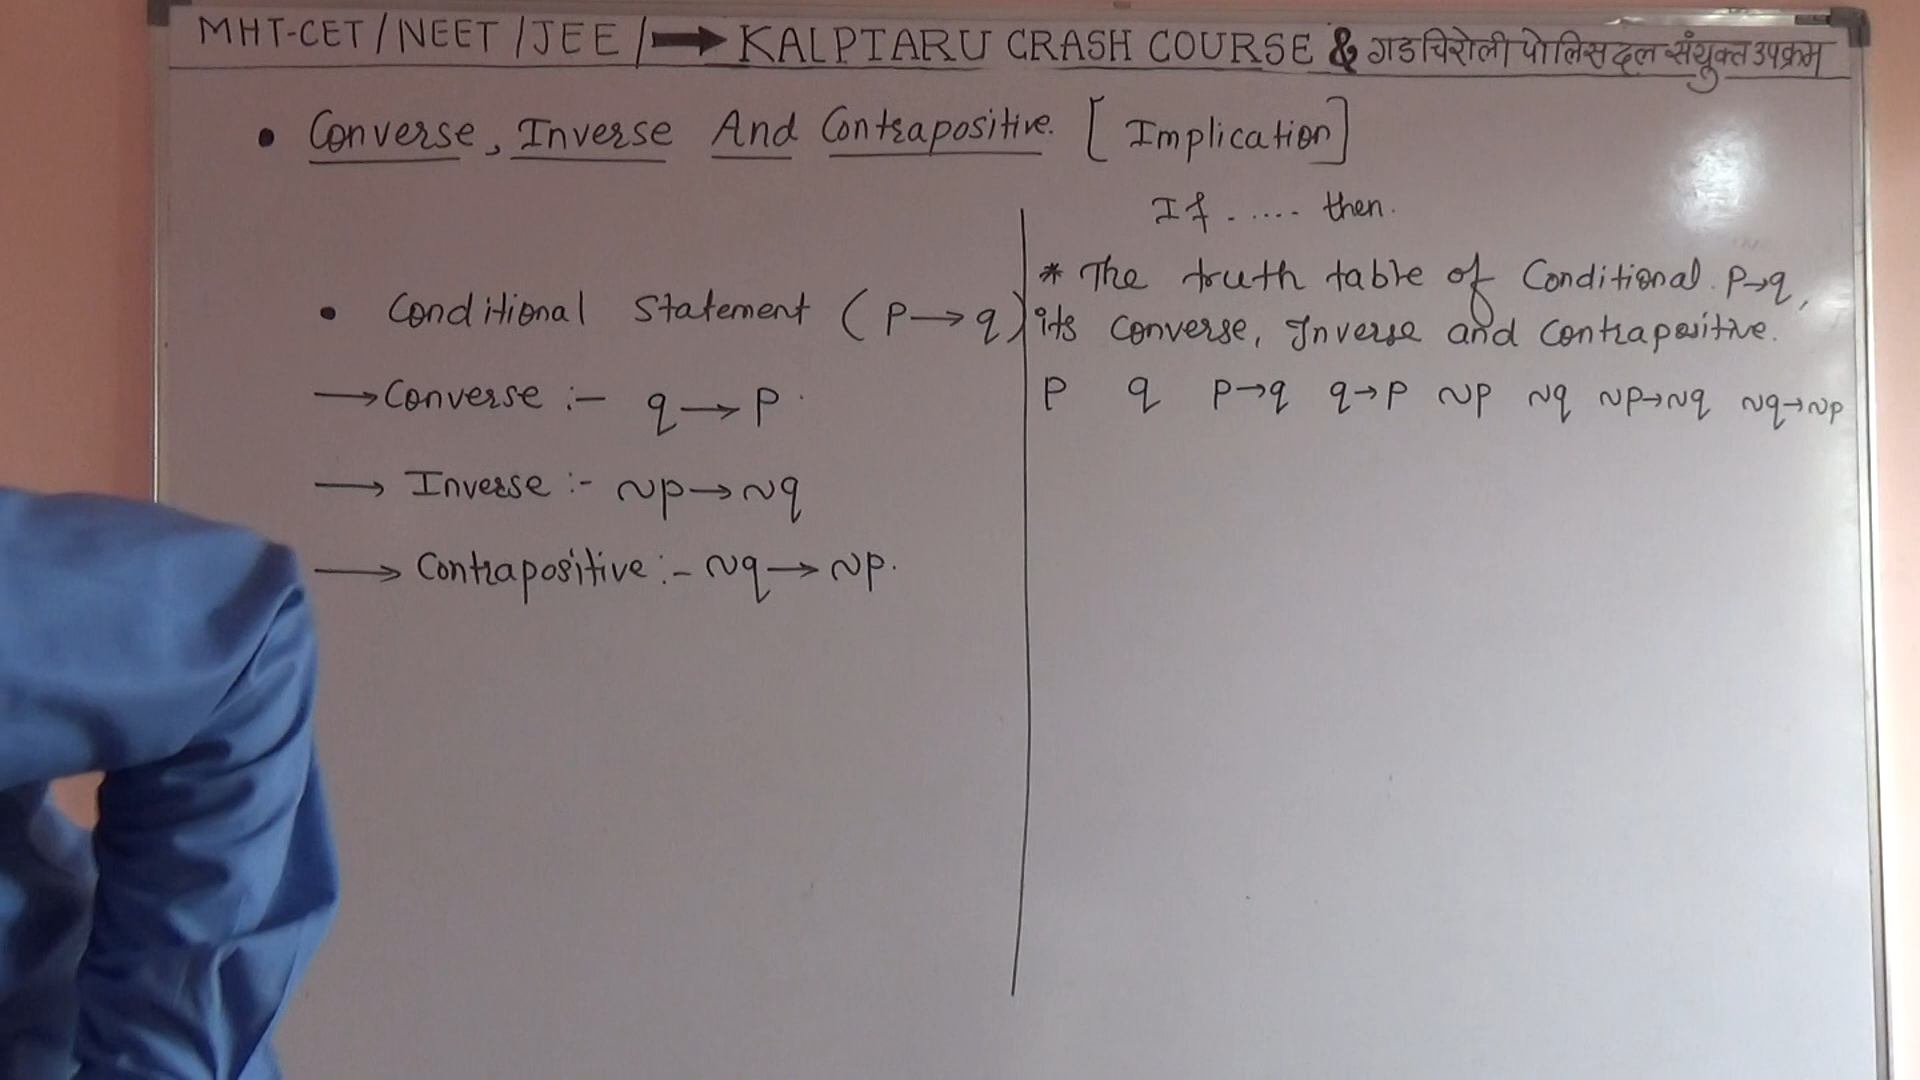 MHT-CET / NEET / JEE / ➡ KALPTARU CRASH COURSE & गडचिरोली पोलिस दल संयुक्त उपक्रम
• Converse, Inverse And Contrapositive. [Implication]
If ...... then.
• Conditional Statement (p → q)
→ Converse :- q → p
→ Inverse :- ~p → ~q
→ Contrapositive :- ~q → ~p.
* The truth table of Conditional. p→q,
its Converse, Inverse and Contrapositive.
p q p→q q→p ~p ~q ~p→~q ~q→~p